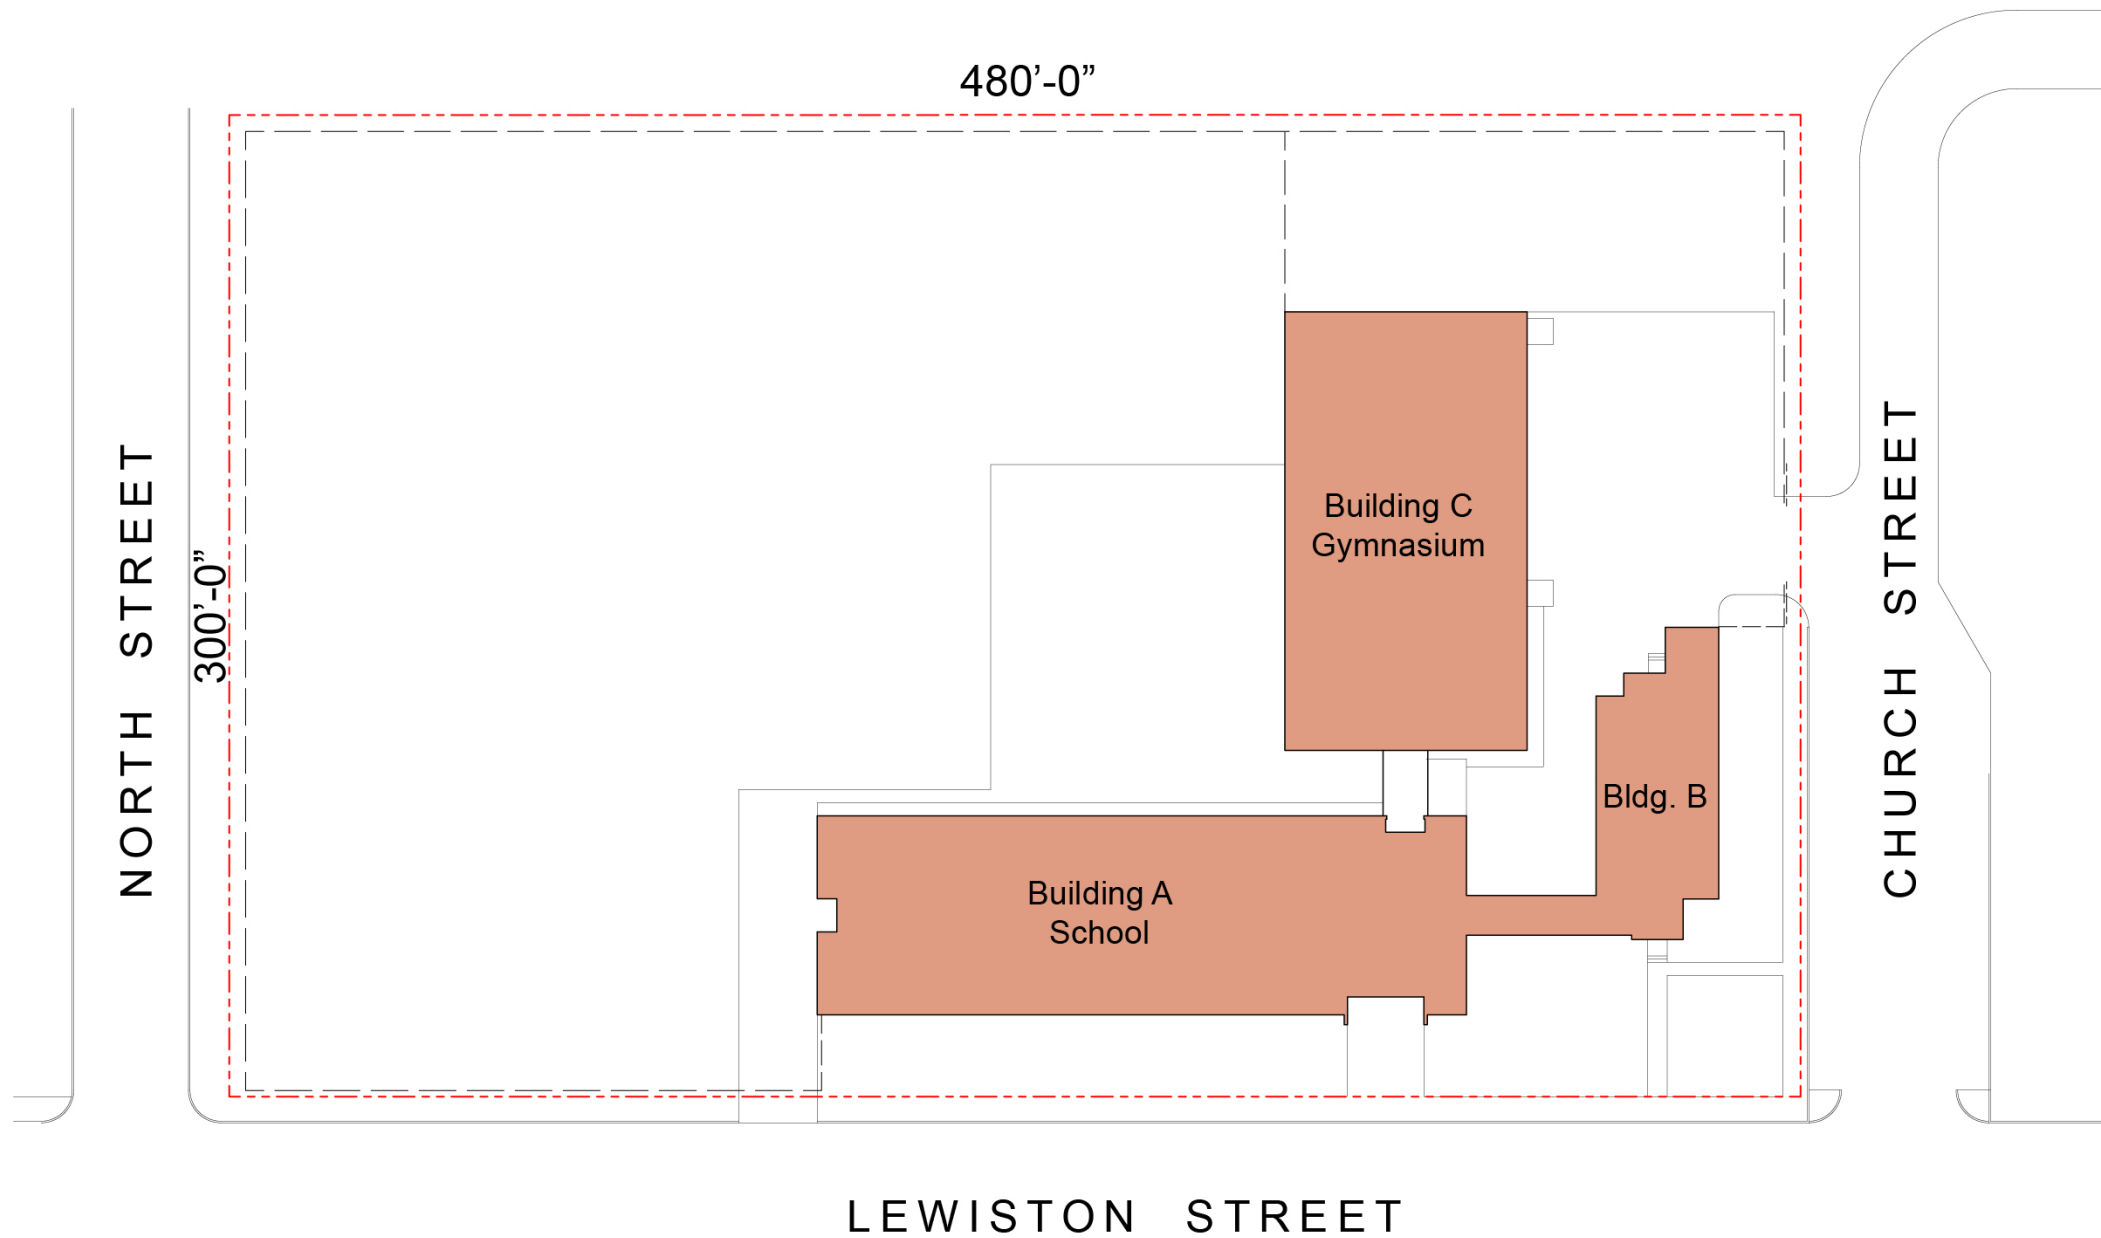 480’-0”
NORTH STREET
300’-0”
Building C
Gymnasium
CHURCH STREET
Bldg. B
Building A
School
LEWISTON STREET